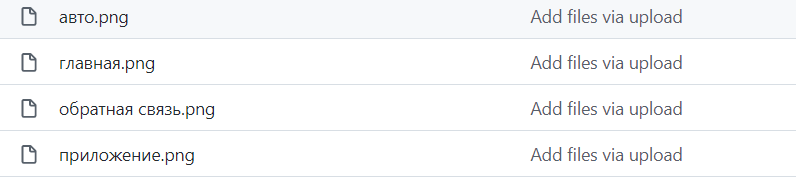 авто.png Add files via upload
главная.png Add files via upload
обратная связь.png Add files via upload
приложение.png Add files via upload